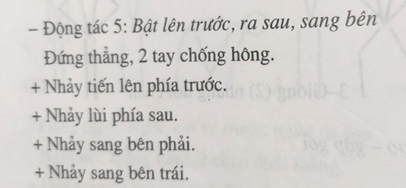 – Động tác 5: Bật lên trước, ra sau, sang bên
Đứng thẳng, 2 tay chống hông.
+ Nhảy tiến lên phía trước.
+ Nhảy lùi phía sau.
+ Nhảy sang bên phải.
+ Nhảy sang bên trái.